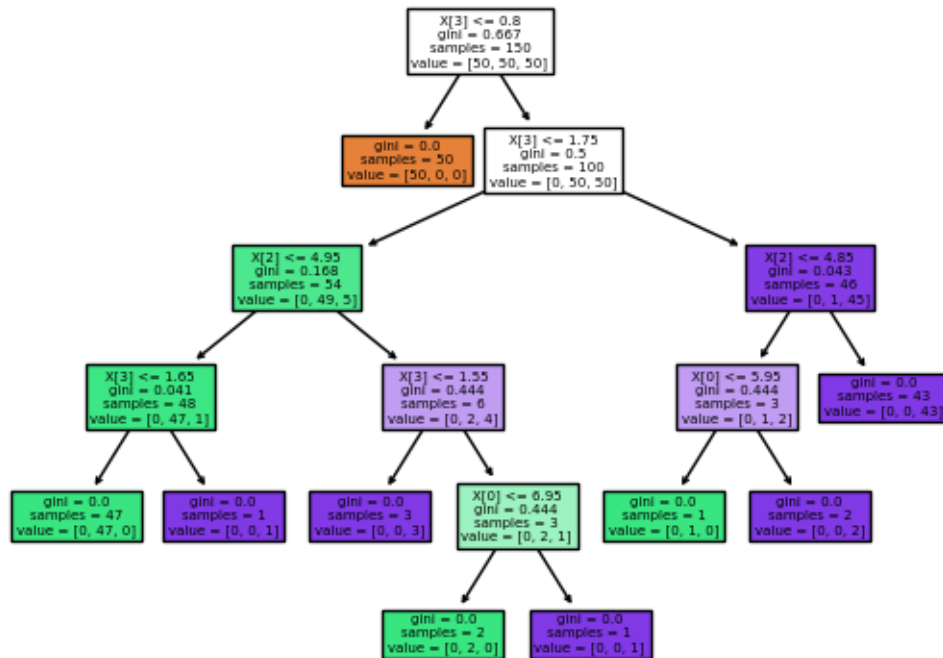 X[3] <= 0.8
gini = 0.667
samples = 150
value = [50, 50, 50]
gini = 0.0
samples = 50
value = [50, 0, 0]
X[3] <= 1.75
gini = 0.5
samples = 100
value = [0, 50, 50]
X[2] <= 4.95
gini = 0.168
samples = 54
value = [0, 49, 5]
X[2] <= 4.85
gini = 0.043
samples = 46
value = [0, 1, 45]
X[3] <= 1.65
gini = 0.041
samples = 48
value = [0, 47, 1]
X[3] <= 1.55
gini = 0.444
samples = 6
value = [0, 2, 4]
X[0] <= 5.95
gini = 0.444
samples = 3
value = [0, 1, 2]
gini = 0.0
samples = 43
value = [0, 0, 43]
gini = 0.0
samples = 47
value = [0, 47, 0]
gini = 0.0
samples = 1
value = [0, 0, 1]
gini = 0.0
samples = 3
value = [0, 0, 3]
X[0] <= 6.95
gini = 0.444
samples = 3
value = [0, 2, 1]
gini = 0.0
samples = 1
value = [0, 1, 0]
gini = 0.0
samples = 2
value = [0, 0, 2]
gini = 0.0
samples = 2
value = [0, 2, 0]
gini = 0.0
samples = 1
value = [0, 0, 1]